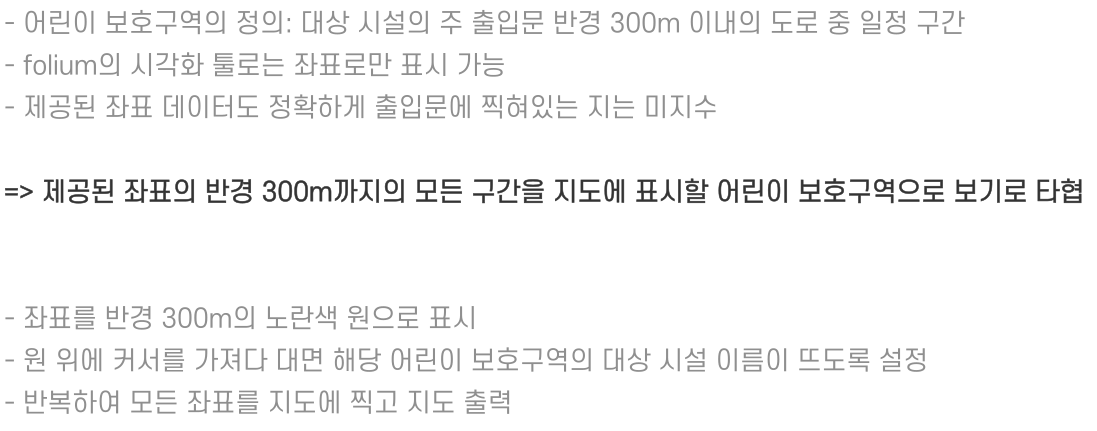 - 어린이 보호구역의 정의: 대상 시설의 주 출입문 반경 300m 이내의 도로 중 일정 구간
- folium의 시각화 툴로는 좌표로만 표시 가능
- 제공된 좌표 데이터도 정확하게 출입문에 찍혀있는 지는 미지수
=> 제공된 좌표의 반경 300m까지의 모든 구간을 지도에 표시할 어린이 보호구역으로 보기로 타협
- 좌표를 반경 300m의 노란색 원으로 표시
- 원 위에 커서를 가져다 대면 해당 어린이 보호구역의 대상 시설 이름이 뜨도록 설정
- 반복하여 모든 좌표를 지도에 찍고 지도 출력